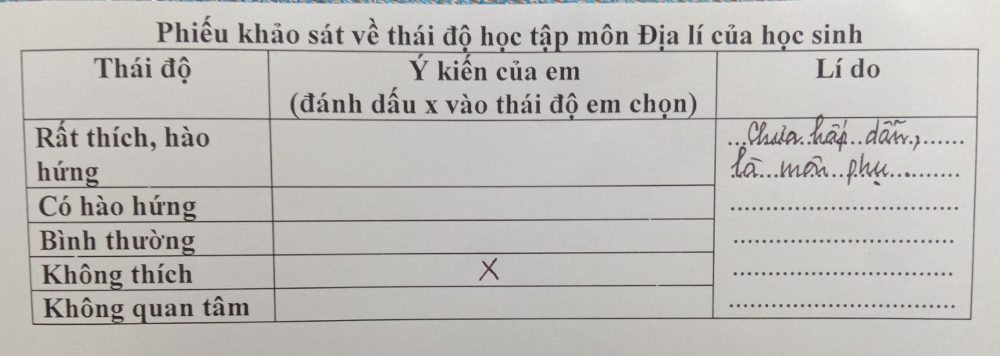 Phiếu khảo sát về thái độ học tập môn Địa lí của học sinh
Thái độ
Ý kiến của em
(đánh dấu x vào thái độ em chọn)
Lí do
Rất thích, hào
hứng
...Chưa..hấp..dẫn,......
là...môn..phụ..........
Có hào hứng
..............................
Bình thường
.............................
Không thích
X
.............................
Không quan tâm
..............................